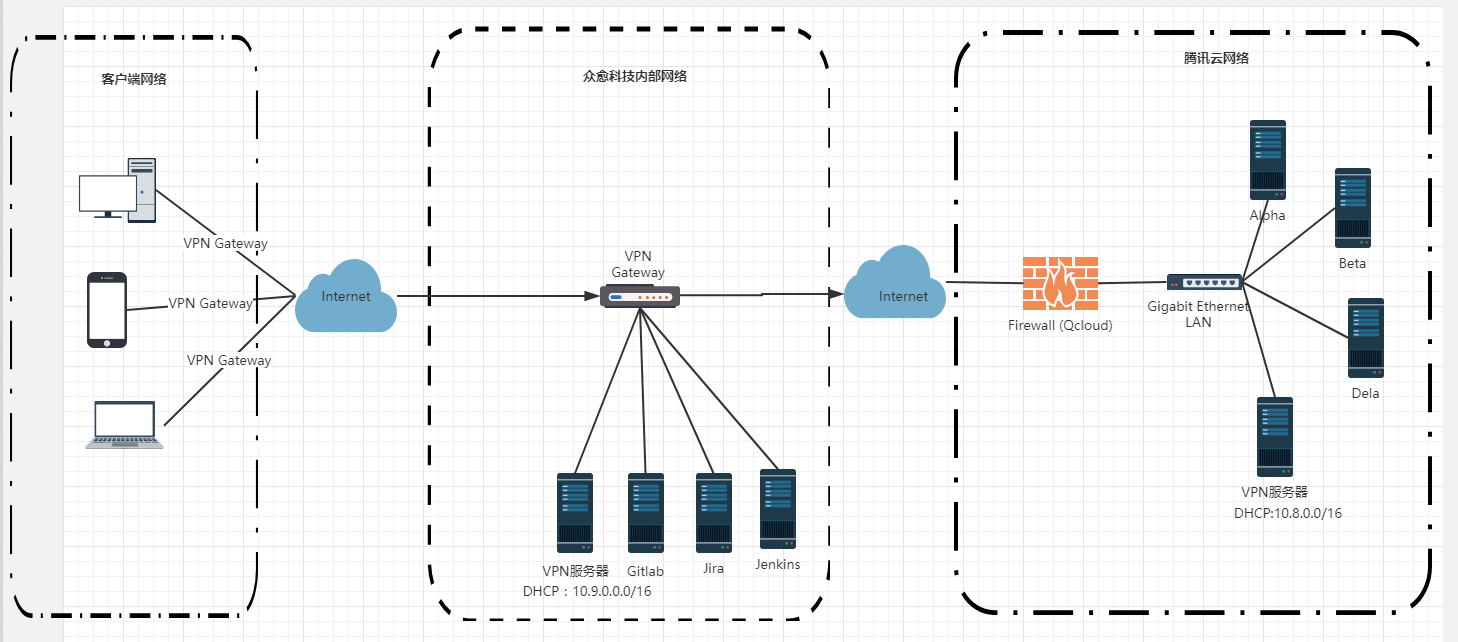 客户端网络
VPN Gateway
VPN Gateway
VPN Gateway
Internet
众愈科技内部网络
VPN
Gateway
VPN服务器
DHCP：10.9.0.0.0/16
Gitlab
Jira
Jenkins
Internet
腾讯云网络
Firewall (Qcloud)
Gigabit Ethernet
LAN
Alpha
Beta
Dela
VPN服务器
DHCP:10.8.0.0/16